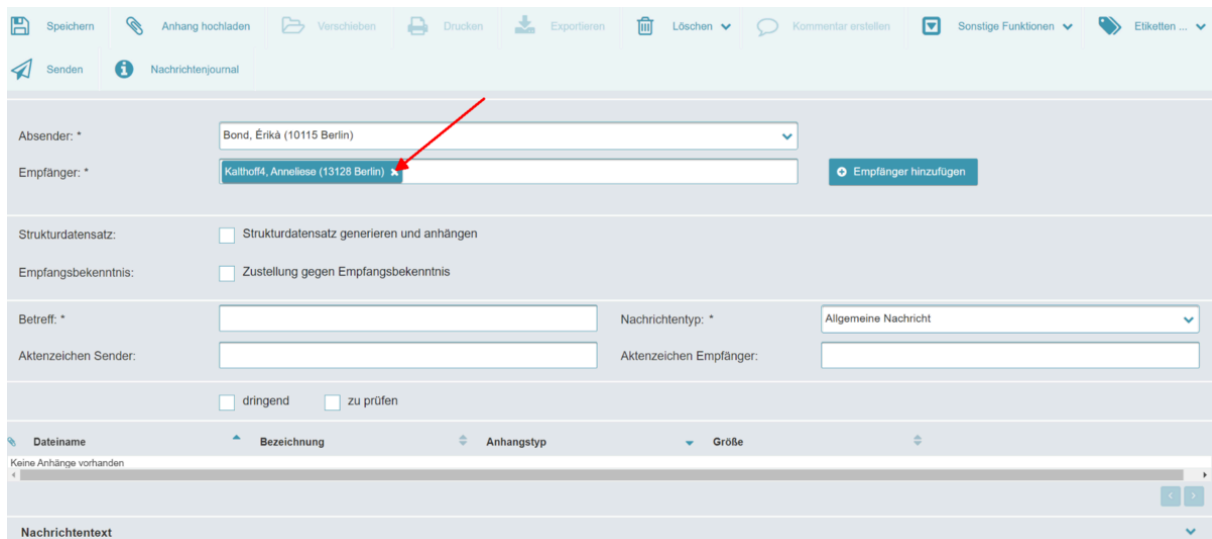 Speichern Anhang hochladen Verschieben Drucken Exportieren Löschen Kommentar erstellen Sonstige Funktionen Etiketten ...
Senden Nachrichtenjournal
Absender: * Bond, Érikà (10115 Berlin)
Empfänger: * Kalthoff4, Anneliese (13128 Berlin) Empfänger hinzufügen
Strukturdatensatz: Strukturdatensatz generieren und anhängen
Empfangsbekenntnis: Zustellung gegen Empfangsbekenntnis
Betreff: * Nachrichtentyp: * Allgemeine Nachricht
Aktenzeichen Sender: Aktenzeichen Empfänger:
dringend zu prüfen
Dateiname Bezeichnung Anhangstyp Größe
Keine Anhänge vorhanden
Nachrichtentext